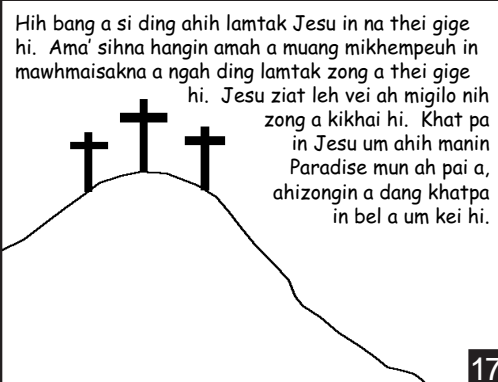 Hih bang a si ding ahih lamtak Jesu in na thei gige
hi. Ama' sihna hangin amah a muang mikhempeuh in
mawhmaisakna a ngah ding lamtak zong a thei gige
hi. Jesu ziat leh vei ah migilo nih
zong a kikhai hi. Khat pa
in Jesu um ahih manin
Paradise mun ah pai a,
ahizongin a dang khatpa
in bel a um kei hi.
17